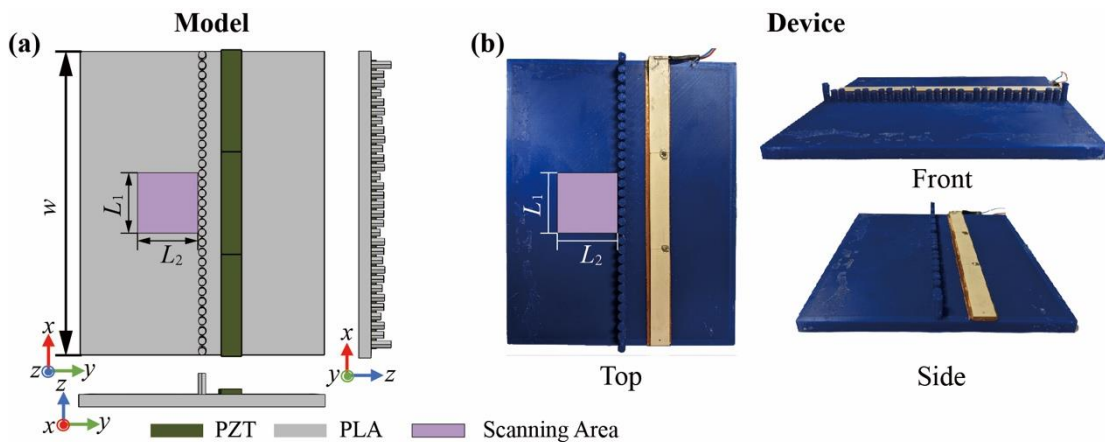 Model
Device
(a)
(b)
w
L1
L2
x
z y
z
x y
x
y z
L1
L2
Top
Front
Side
PZT
PLA
Scanning Area